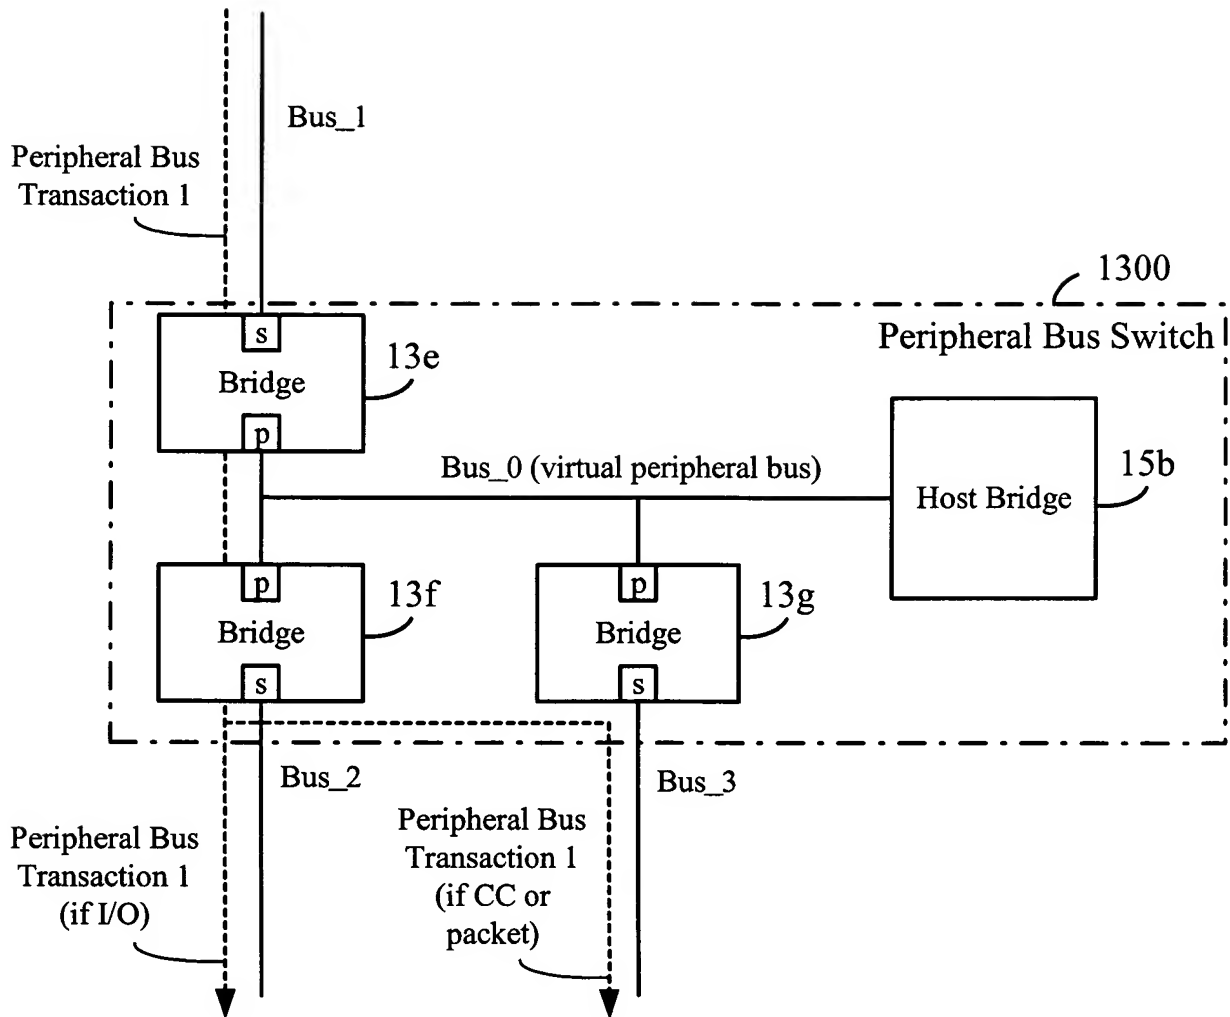 Bus_1
Peripheral Bus
Transaction 1
1300
Peripheral Bus Switch
s
Bridge
p
13e
Bus_0 (virtual peripheral bus)
Host Bridge
15b
p
Bridge
s
13f
p
Bridge
s
13g
Bus_2
Bus_3
Peripheral Bus
Transaction 1
(if I/O)
Peripheral Bus
Transaction 1
(if CC or
packet)